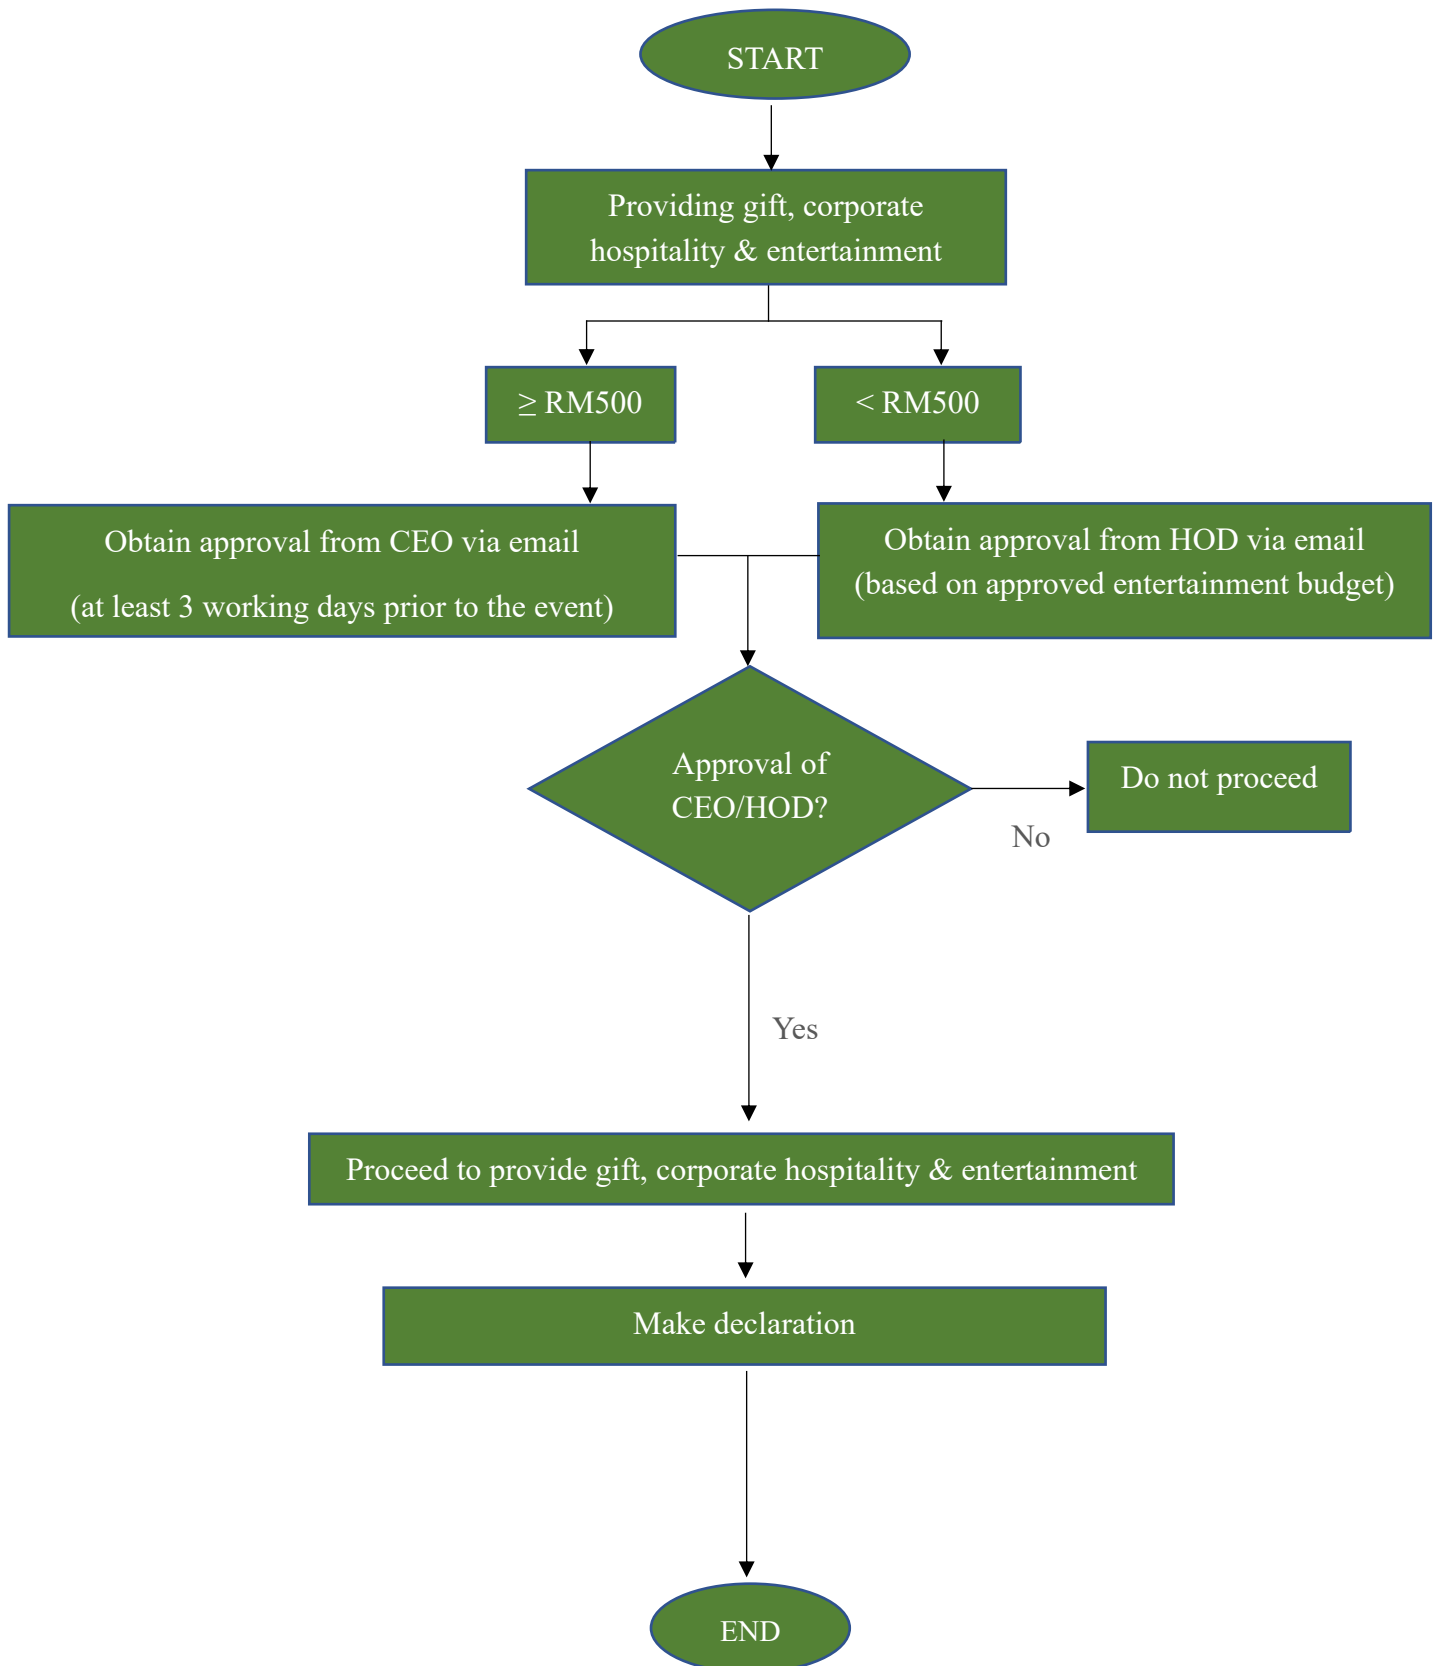 START
Providing gift, corporate
hospitality & entertainment
≥ RM500
< RM500
Obtain approval from CEO via email
(at least 3 working days prior to the event)
Obtain approval from HOD via email
(based on approved entertainment budget)
Approval of
CEO/HOD?
Do not proceed
No
Yes
Proceed to provide gift, corporate hospitality & entertainment
Make declaration
END